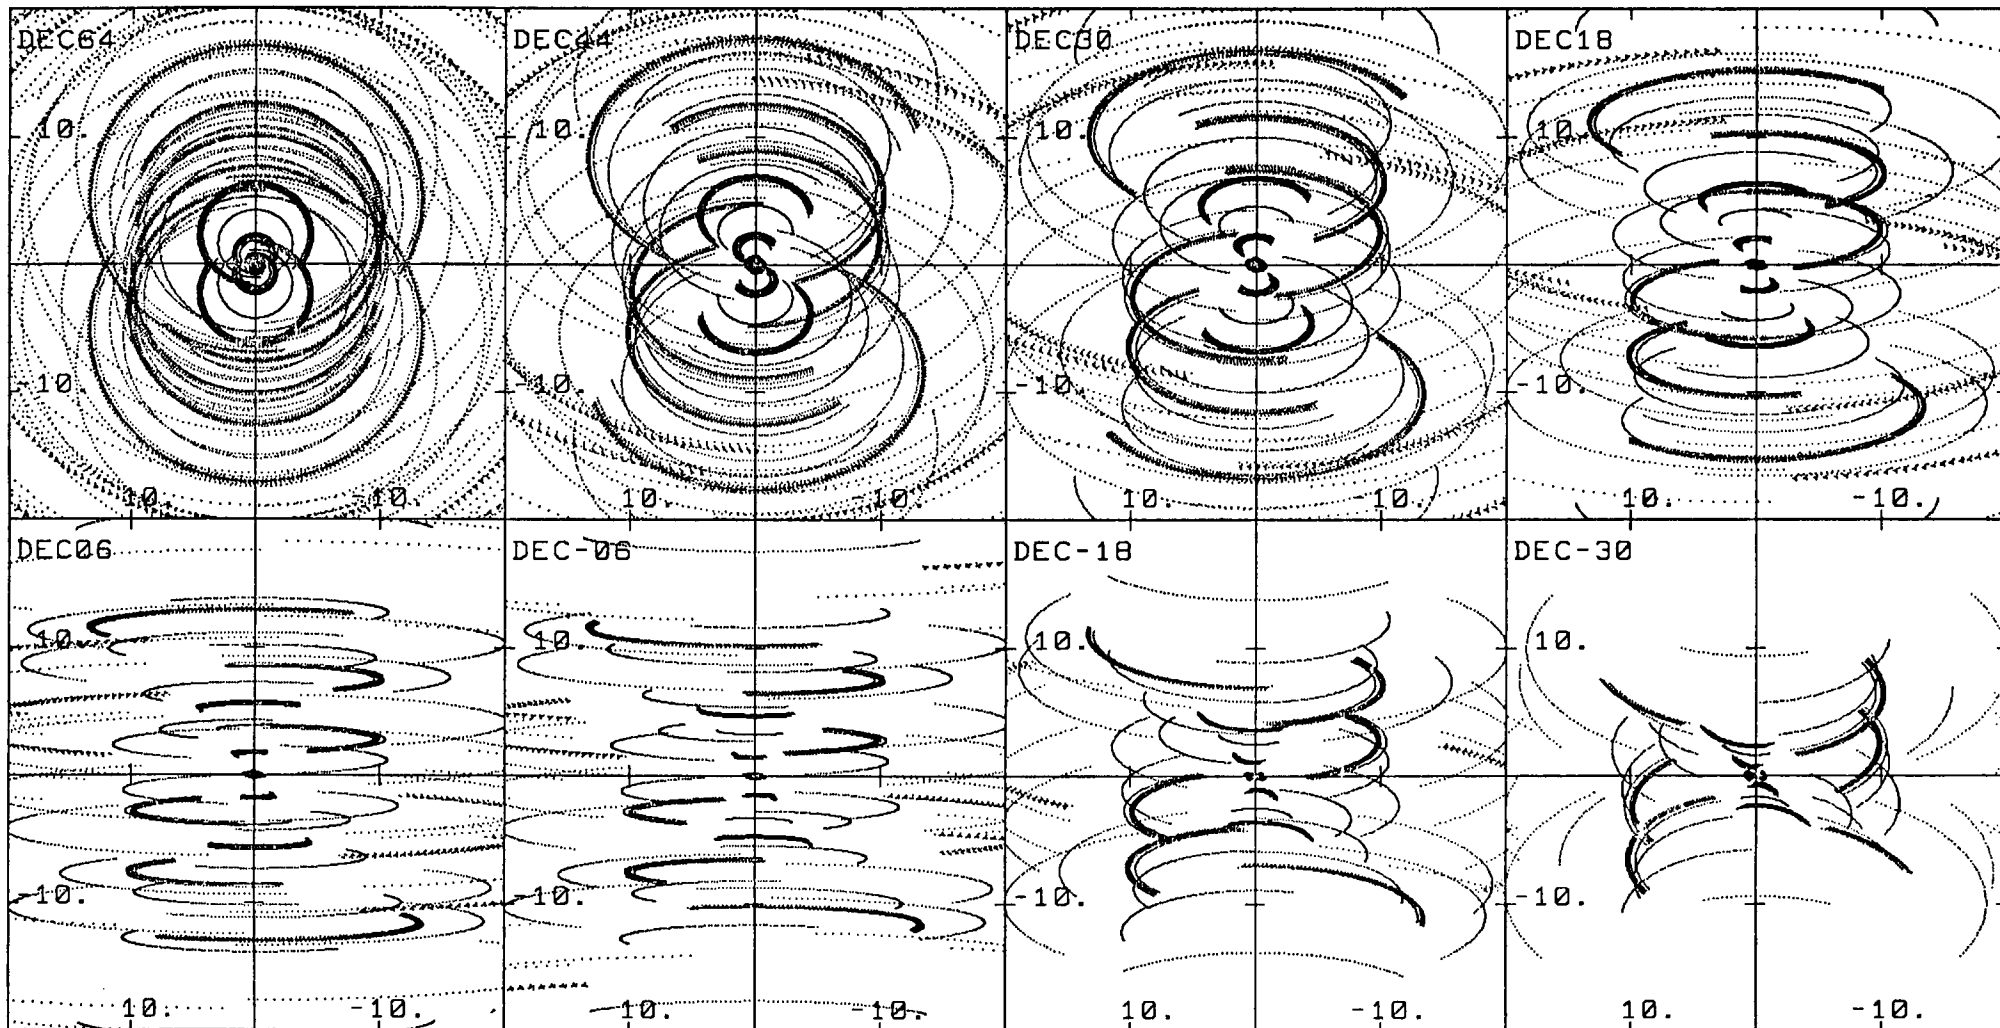 DEC64 DEC44 DEC30 DEC18
10. 10. 10. 10.
-10. -10. -10. -10.
10. -10. 10. -10. 10. -10. 10. -10.
DEC06 DEC-06 DEC-18 DEC-30
10. 10. 10. 10.
-10. -10. -10. -10.
10. -10. 10. -10. 10. -10. 10. -10.